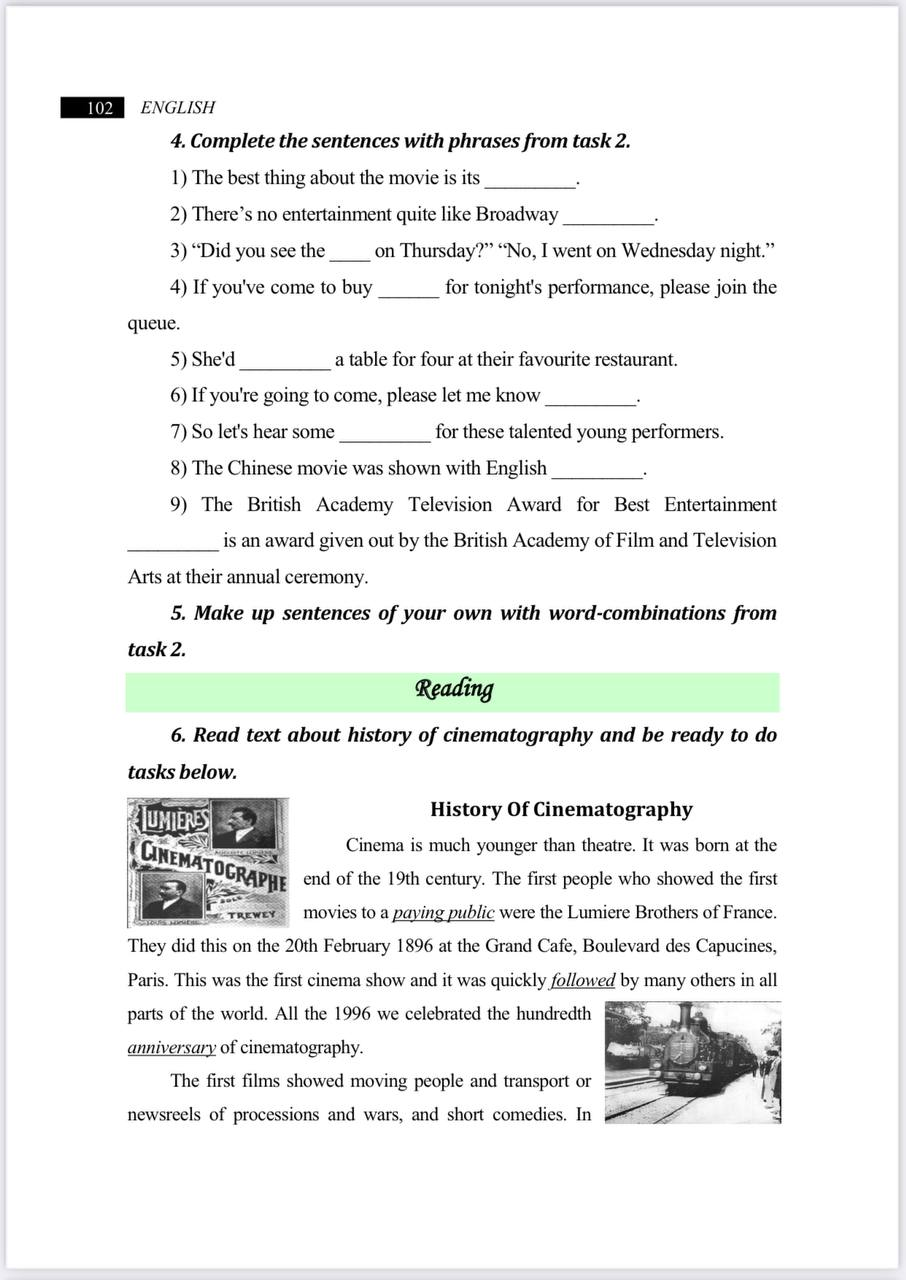 102 ENGLISH
4. Complete the sentences with phrases from task 2.
1) The best thing about the movie is its _________.
2) There’s no entertainment quite like Broadway _________.
3) “Did you see the ____ on Thursday?” “No, I went on Wednesday night.”
4) If you've come to buy ______ for tonight's performance, please join the
queue.
5) She'd _________ a table for four at their favourite restaurant.
6) If you're going to come, please let me know _________.
7) So let's hear some _________ for these talented young performers.
8) The Chinese movie was shown with English _________.
9) The British Academy Television Award for Best Entertainment
_________ is an award given out by the British Academy of Film and Television
Arts at their annual ceremony.
5. Make up sentences of your own with word-combinations from
task 2.
Reading
6. Read text about history of cinematography and be ready to do
tasks below.
LUMIÈRES
CINEMATOGRAPHE
TREWEY
History Of Cinematography
Cinema is much younger than theatre. It was born at the
end of the 19th century. The first people who showed the first
movies to a paying public were the Lumiere Brothers of France.
They did this on the 20th February 1896 at the Grand Cafe, Boulevard des Capucines,
Paris. This was the first cinema show and it was quickly followed by many others in all
parts of the world. All the 1996 we celebrated the hundredth
anniversary of cinematography.
The first films showed moving people and transport or
newsreels of processions and wars, and short comedies. In